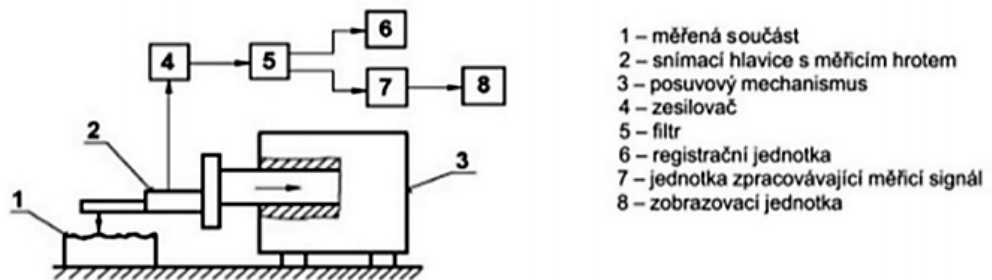 6
4
5
7
8
2
3
1
1 – měřená součást
2 – snímací hlavice s měřicím hrotem
3 – posuvový mechanismus
4 – zesilovač
5 – filtr
6 – registrační jednotka
7 – jednotka zpracovávající měřicí signál
8 – zobrazovací jednotka